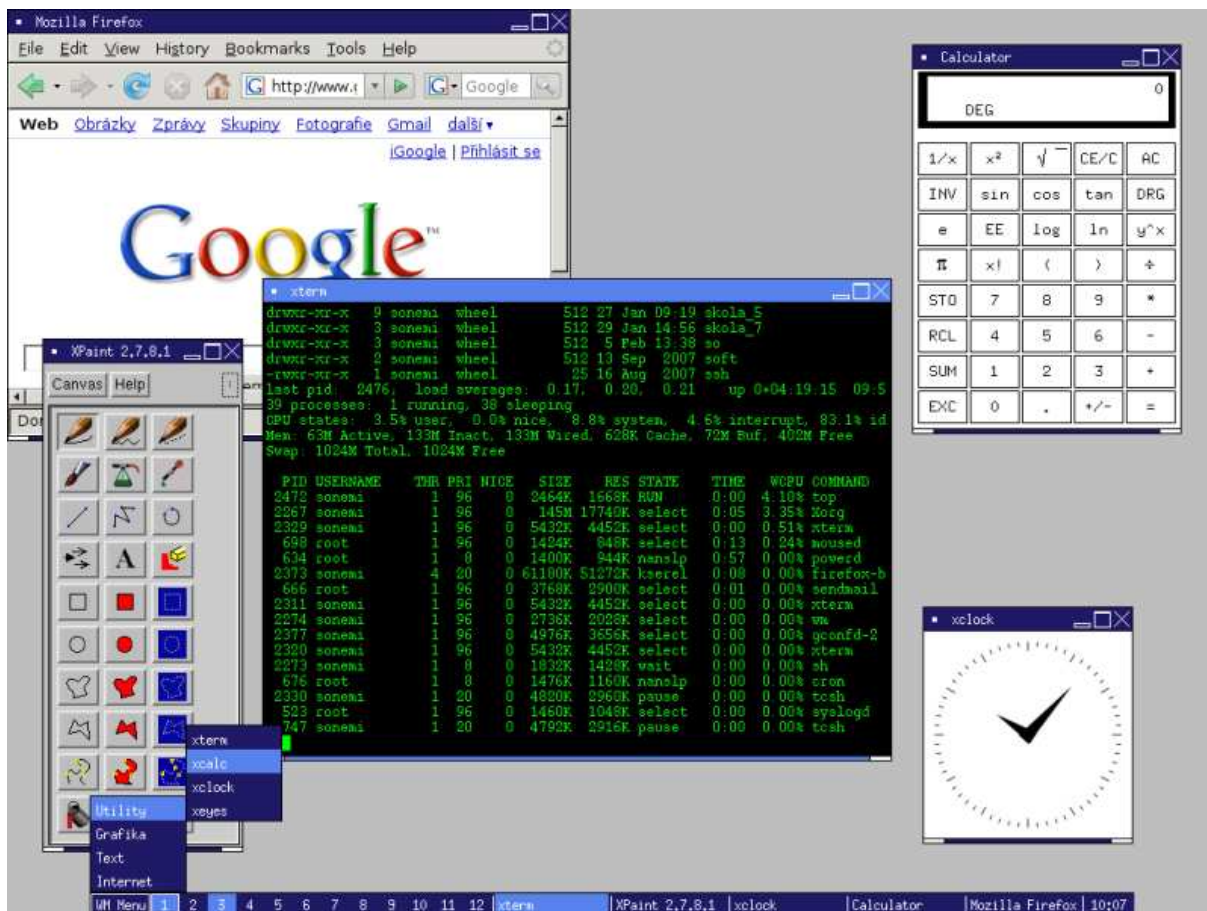 Mozilla Firefox
File Edit View History Bookmarks Tools Help
G http://www. G Google
Web Obrázky Zprávy Skupiny Fotografie Gmail další ▾
iGoogle | Přihlásit se
Google™
Calculator
0
DEG
1/x x² √ CE/C AC
INV sin cos tan DRG
e EE log ln y^x
π x! ( ) ÷
STO 7 8 9 *
RCL 4 5 6 -
SUM 1 2 3 +
EXC 0 . +/- =
xterm
drwxr-xr-x 9 sonemi wheel 512 27 Jan 09:19 skola_5
drwxr-xr-x 3 sonemi wheel 512 29 Jan 14:56 skola_7
drwxr-xr-x 3 sonemi wheel 512 5 Feb 13:38 so
drwxr-xr-x 2 sonemi wheel 512 13 Sep 2007 soft
-rwxr-xr-x 1 sonemi wheel 25 16 Aug 2007 ssh
last pid: 2476; load averages: 0.17, 0.20, 0.21 up 0+04:19:15 09:5
39 processes: 1 running, 38 sleeping
CPU states: 3.5% user, 0.0% nice, 8.8% system, 4.6% interrupt, 83.1% id
Mem: 63M Active, 133M Inact, 133M Wired, 628K Cache, 72M Buf, 402M Free
Swap: 1024M Total, 1024M Free
PID USERNAME THR PRI NICE SIZE RES STATE TIME WCPU COMMAND
2472 sonemi 1 96 0 2464K 1668K RUN 0:00 4.10% top
2267 sonemi 1 96 0 145M 17740K select 0:05 3.35% Xorg
2329 sonemi 1 96 0 5432K 4452K select 0:00 0.51% xterm
698 root 1 96 0 1424K 848K select 0:13 0.24% moused
634 root 1 8 0 1400K 944K nanslp 0:57 0.00% powerd
2373 sonemi 4 20 0 61180K 51272K kserel 0:08 0.00% firefox-b
666 root 1 96 0 3768K 2900K select 0:01 0.00% sendmail
2311 sonemi 1 96 0 5432K 4452K select 0:00 0.00% xterm
2274 sonemi 1 96 0 2736K 2028K select 0:00 0.00% wm
2377 sonemi 1 96 0 4976K 3656K select 0:00 0.00% gconfd-2
2320 sonemi 1 96 0 5432K 4452K select 0:00 0.00% xterm
2273 sonemi 1 8 0 1832K 1428K wait 0:00 0.00% sh
676 root 1 8 0 1476K 1160K nanslp 0:00 0.00% cron
2330 sonemi 1 20 0 4820K 2960K pause 0:00 0.00% tcsh
523 root 1 96 0 1460K 1048K select 0:00 0.00% syslogd
747 sonemi 1 20 0 4792K 2916K pause 0:00 0.00% tcsh
XPaint 2.7.8.1
Canvas Help
A
xclock
xterm
xcalc
xclock
xeyes
Utility
Grafika
Text
Internet
WM Menu 1 2 3 4 5 6 7 8 9 10 11 12 xterm XPaint 2.7.8.1 xclock Calculator Mozilla Firefox 10:07